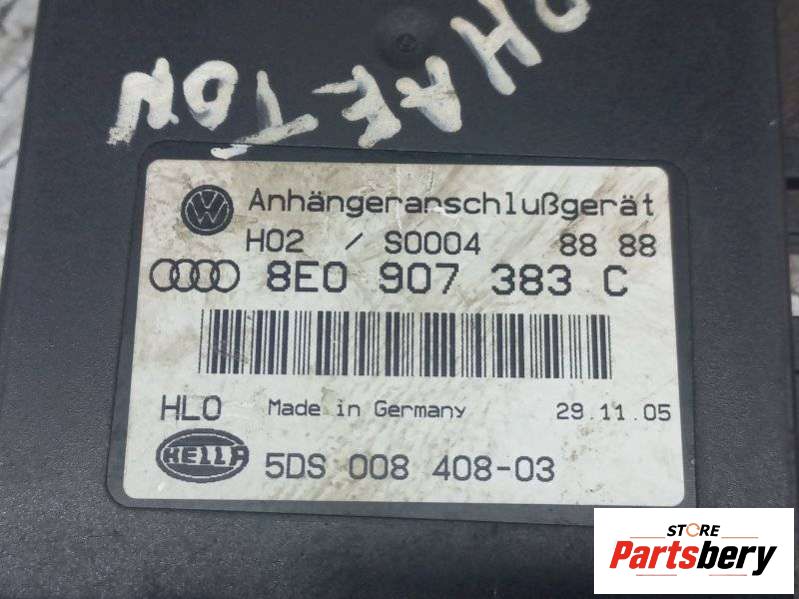 PHAETON
VW Anhängeranschlußgerät
H02 / S0004 88 88
8E0 907 383 C
HLO Made in Germany 29.11.05
HELLA 5DS 008 408-03
STORE
Partsbery